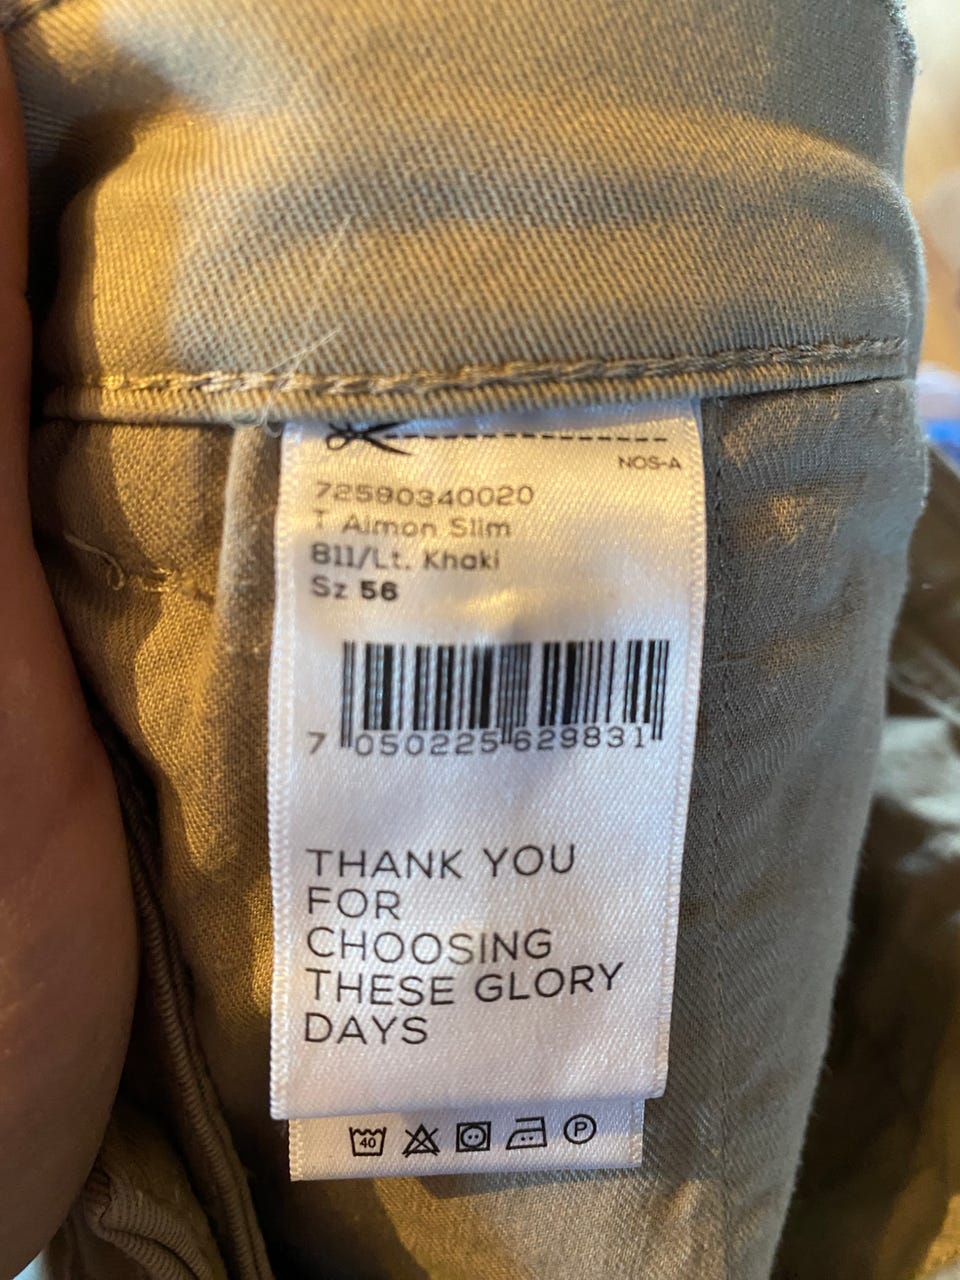 NOS-A
72590340020
T Aimon Slim
811/Lt. Khaki
Sz 56
7 050225 629831
THANK YOU
FOR
CHOOSING
THESE GLORY
DAYS
40
P